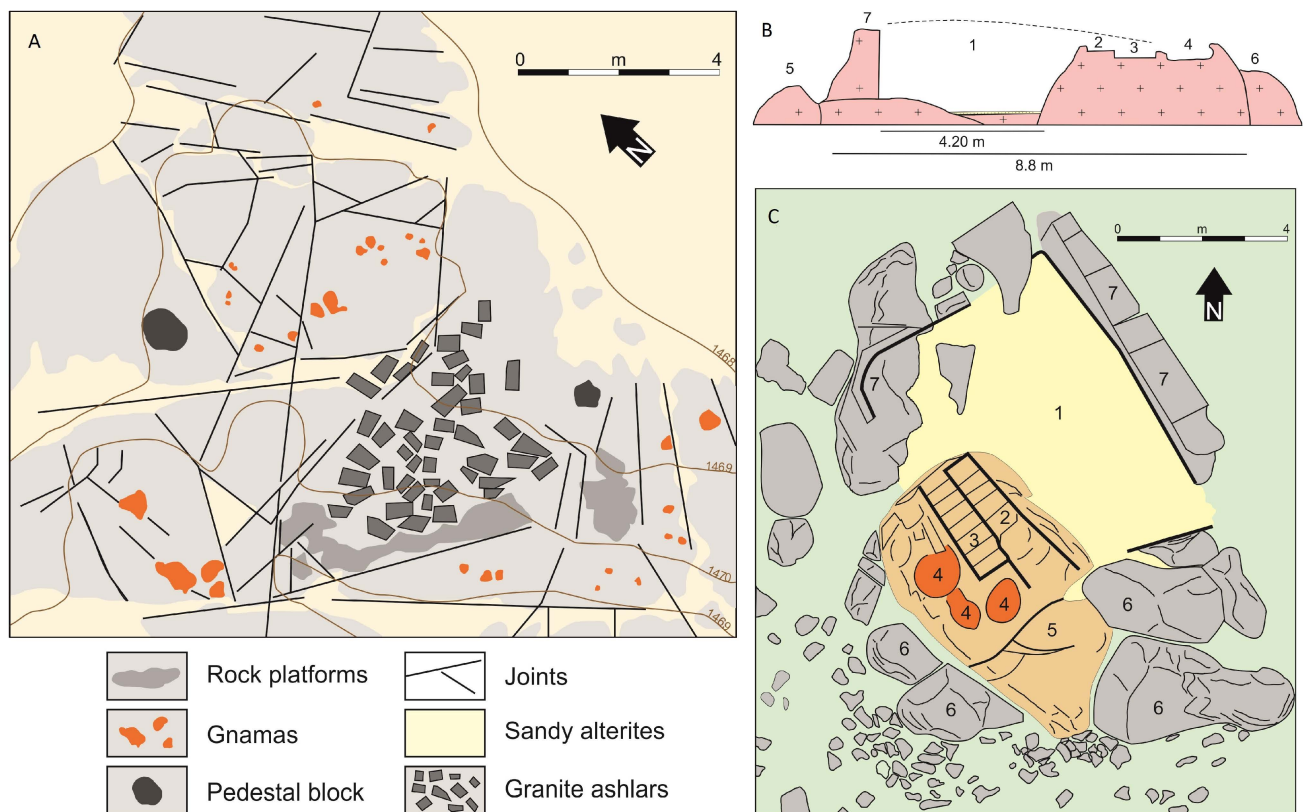 A
0 m 4
N
1468
1469
1470
1469
Rock platforms
Joints
Gnamas
Sandy alterites
Pedestal block
Granite ashlars
B
7
1
2 3 4
5
6
4.20 m
8.8 m
C
0 m 4
N
7
7
7
1
2
3
4
4
4
5
6
6
6
6